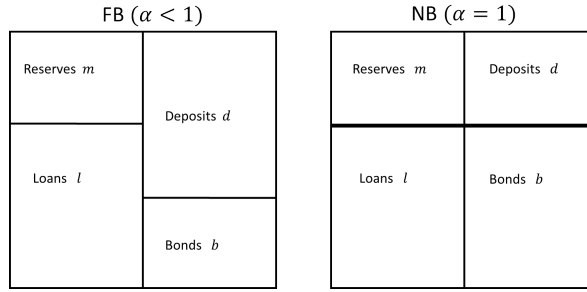 FB (α < 1)
Reserves m
Deposits d
Loans l
Bonds b
NB (α = 1)
Reserves m
Deposits d
Loans l
Bonds b